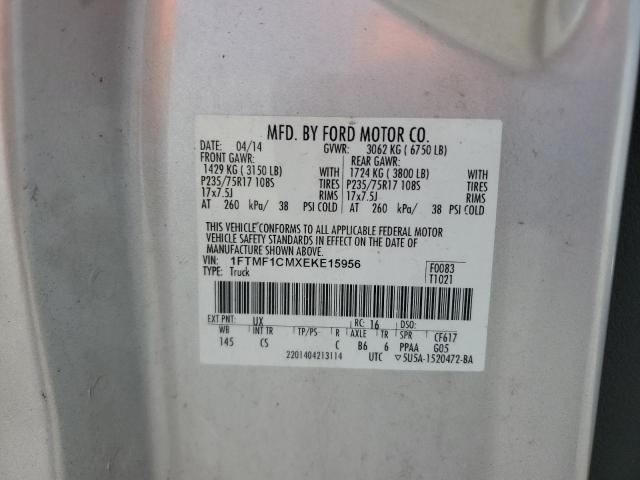 MFD. BY FORD MOTOR CO.
DATE: 04/14 GVWR: 3062 KG ( 6750 LB)
FRONT GAWR: REAR GAWR:
1429 KG ( 3150 LB) WITH 1724 KG ( 3800 LB) WITH
P235/75R17 108S TIRES P235/75R17 108S TIRES
17x7.5J RIMS 17x7.5J RIMS
AT 260 kPa/ 38 PSI COLD AT 260 kPa/ 38 PSI COLD
THIS VEHICLE CONFORMS TO ALL APPLICABLE FEDERAL MOTOR
VEHICLE SAFETY STANDARDS IN EFFECT ON THE DATE OF
MANUFACTURE SHOWN ABOVE.
VIN: 1FTMF1CMXEKE15956 F0083
TYPE: Truck T1021
EXT PNT: UX RC: 16 DSO:
WB INT TR TP/PS R AXLE TR SPR CF617
145 CS C B6 6 PPAA G05
2201404213114 UTC ▽5U5A-1520472-BA